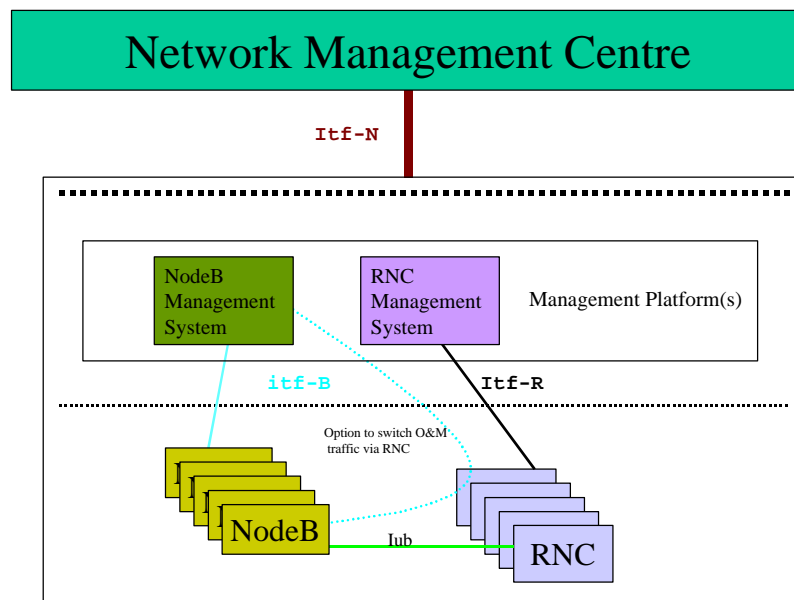 Network Management Centre
Itf-N
NodeB
Management
System
RNC
Management
System
Management Platform(s)
itf-B
Itf-R
Option to switch O&M
traffic via RNC
NodeB
Iub
RNC